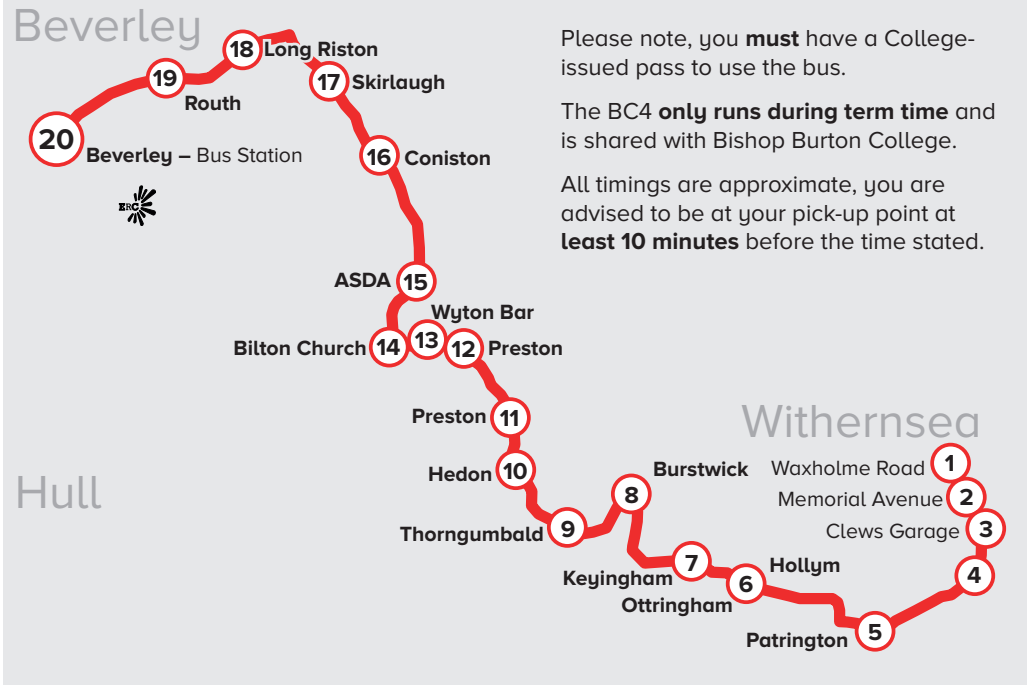 Beverley
18 Long Riston
17 Skirlaugh
19
Routh
20
Beverley – Bus Station
16 Coniston
ERC
Please note, you must have a College-
issued pass to use the bus.
The BC4 only runs during term time and
is shared with Bishop Burton College.
All timings are approximate, you are
advised to be at your pick-up point at
least 10 minutes before the time stated.
ASDA 15
Wyton Bar
13
Bilton Church 14
12 Preston
Preston 11
Hedon 10
Thorngumbald 9
Hull
Withernsea
Waxholme Road 1
Memorial Avenue 2
Clews Garage 3
4
Burstwick
8
Keyingham 7
Hollym
Ottringham 6
Patrington 5